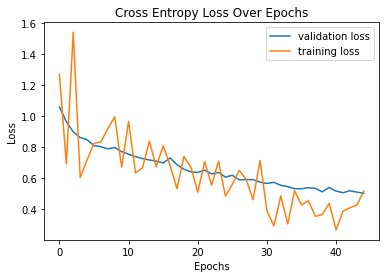 Cross Entropy Loss Over Epochs
validation loss
training loss
Loss
1.6
1.4
1.2
1.0
0.8
0.6
0.4
0
10
20
30
40
Epochs